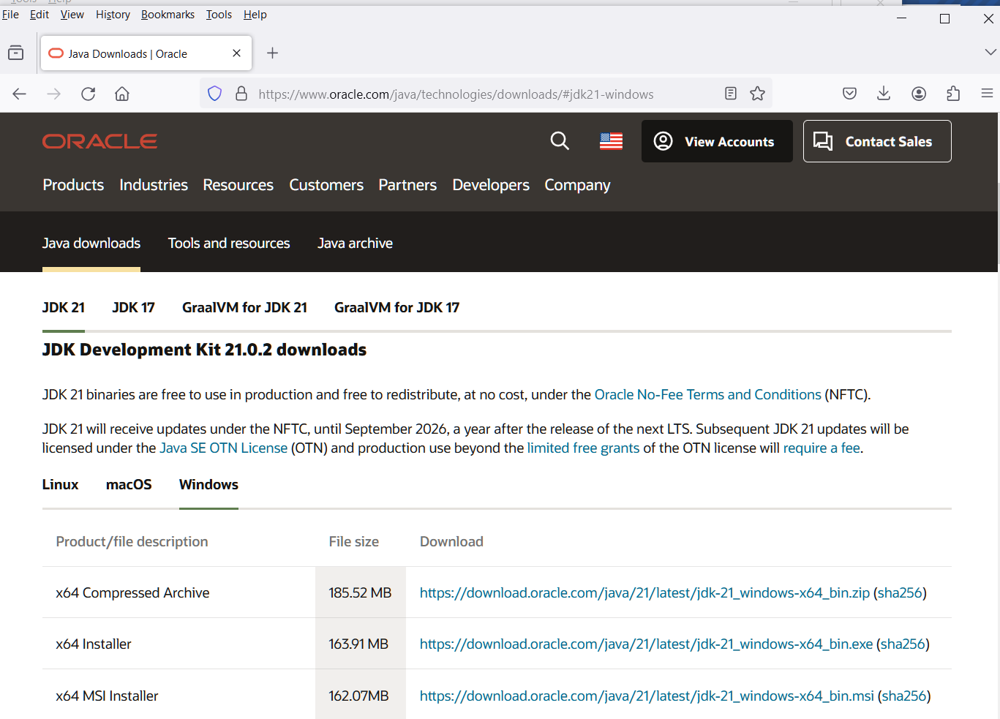 Tools Help
File Edit View History Bookmarks Tools Help
Java Downloads | Oracle
https://www.oracle.com/java/technologies/downloads/#jdk21-windows
ORACLE
View Accounts
Contact Sales
Products Industries Resources Customers Partners Developers Company
Java downloads Tools and resources Java archive
JDK 21 JDK 17 GraalVM for JDK 21 GraalVM for JDK 17
JDK Development Kit 21.0.2 downloads
JDK 21 binaries are free to use in production and free to redistribute, at no cost, under the Oracle No-Fee Terms and Conditions (NFTC).
JDK 21 will receive updates under the NFTC, until September 2026, a year after the release of the next LTS. Subsequent JDK 21 updates will be
licensed under the Java SE OTN License (OTN) and production use beyond the limited free grants of the OTN license will require a fee.
Linux macOS Windows
Product/file description File size Download
x64 Compressed Archive 185.52 MB https://download.oracle.com/java/21/latest/jdk-21_windows-x64_bin.zip (sha256)
x64 Installer 163.91 MB https://download.oracle.com/java/21/latest/jdk-21_windows-x64_bin.exe (sha256)
x64 MSI Installer 162.07MB https://download.oracle.com/java/21/latest/jdk-21_windows-x64_bin.msi (sha256)